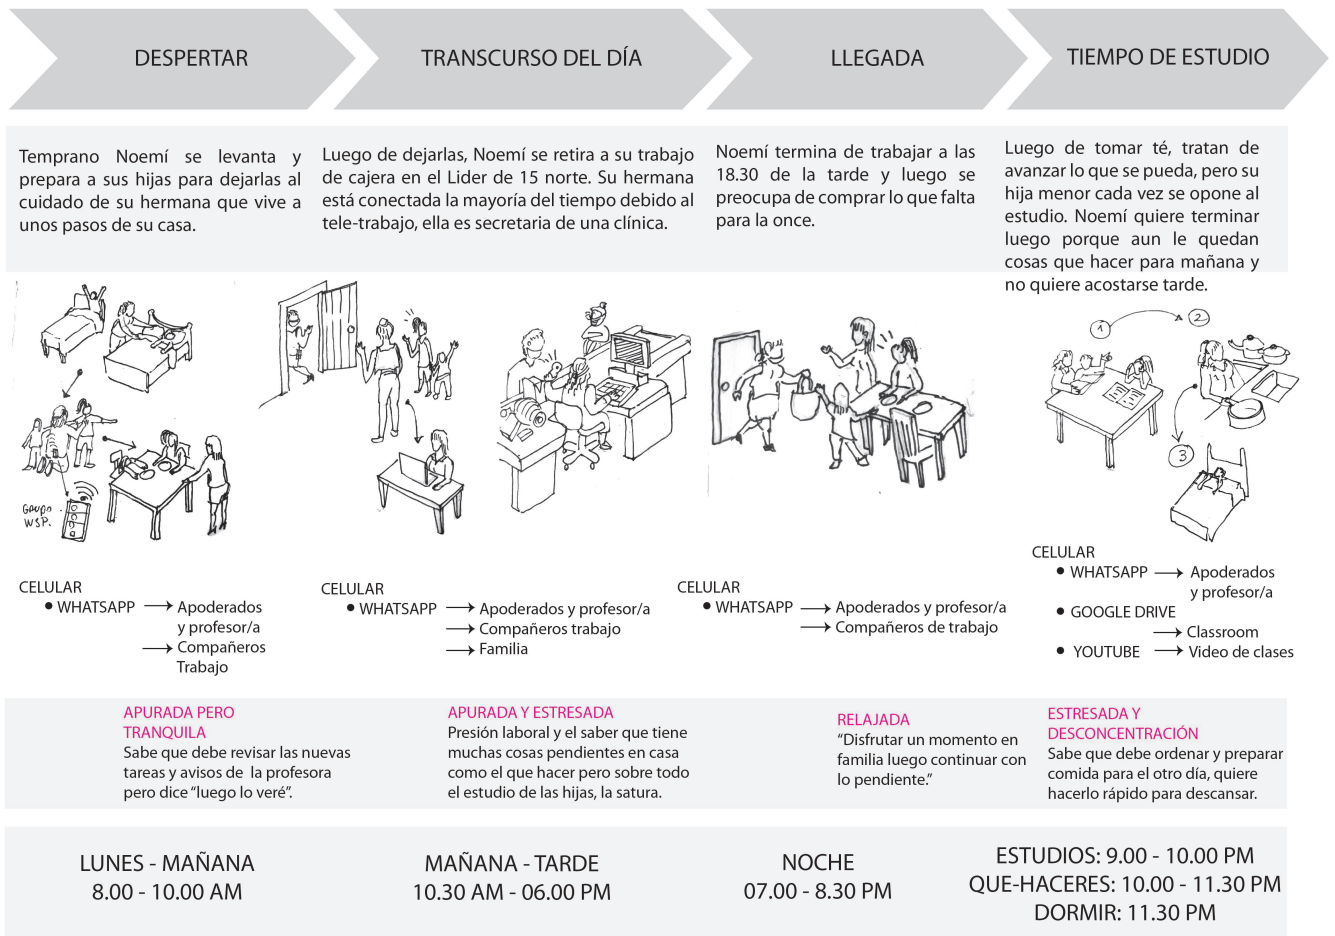 DESPERTAR
TRANSCURSO DEL DÍA
LLEGADA
TIEMPO DE ESTUDIO
Temprano Noemí se levanta y
prepara a sus hijas para dejarlas al
cuidado de su hermana que vive a
unos pasos de su casa.
Luego de dejarlas, Noemí se retira a su trabajo
de cajera en el Lider de 15 norte. Su hermana
está conectada la mayoría del tiempo debido al
tele-trabajo, ella es secretaria de una clínica.
Noemí termina de trabajar a las
18.30 de la tarde y luego se
preocupa de comprar lo que falta
para la once.
Luego de tomar té, tratan de
avanzar lo que se pueda, pero su
hija menor cada vez se opone al
estudio. Noemí quiere terminar
luego porque aun le quedan
cosas que hacer para mañana y
no quiere acostarse tarde.
GRUPO
WSP.
1
2
3
CELULAR
• WHATSAPP → Apoderados
y profesor/a
→ Compañeros
Trabajo
CELULAR
• WHATSAPP → Apoderados y profesor/a
→ Compañeros trabajo
→ Familia
CELULAR
• WHATSAPP → Apoderados y profesor/a
→ Compañeros de trabajo
CELULAR
• WHATSAPP → Apoderados
y profesor/a
• GOOGLE DRIVE
→ Classroom
• YOUTUBE → Video de clases
APURADA PERO
TRANQUILA
Sabe que debe revisar las nuevas
tareas y avisos de la profesora
pero dice “luego lo veré”.
APURADA Y ESTRESADA
Presión laboral y el saber que tiene
muchas cosas pendientes en casa
como el que hacer pero sobre todo
el estudio de las hijas, la satura.
RELAJADA
“Disfrutar un momento en
familia luego continuar con
lo pendiente.”
ESTRESADA Y
DESCONCENTRACIÓN
Sabe que debe ordenar y preparar
comida para el otro día, quiere
hacerlo rápido para descansar.
LUNES - MAÑANA
8.00 - 10.00 AM
MAÑANA - TARDE
10.30 AM - 06.00 PM
NOCHE
07.00 - 8.30 PM
ESTUDIOS: 9.00 - 10.00 PM
QUE-HACERES: 10.00 - 11.30 PM
DORMIR: 11.30 PM